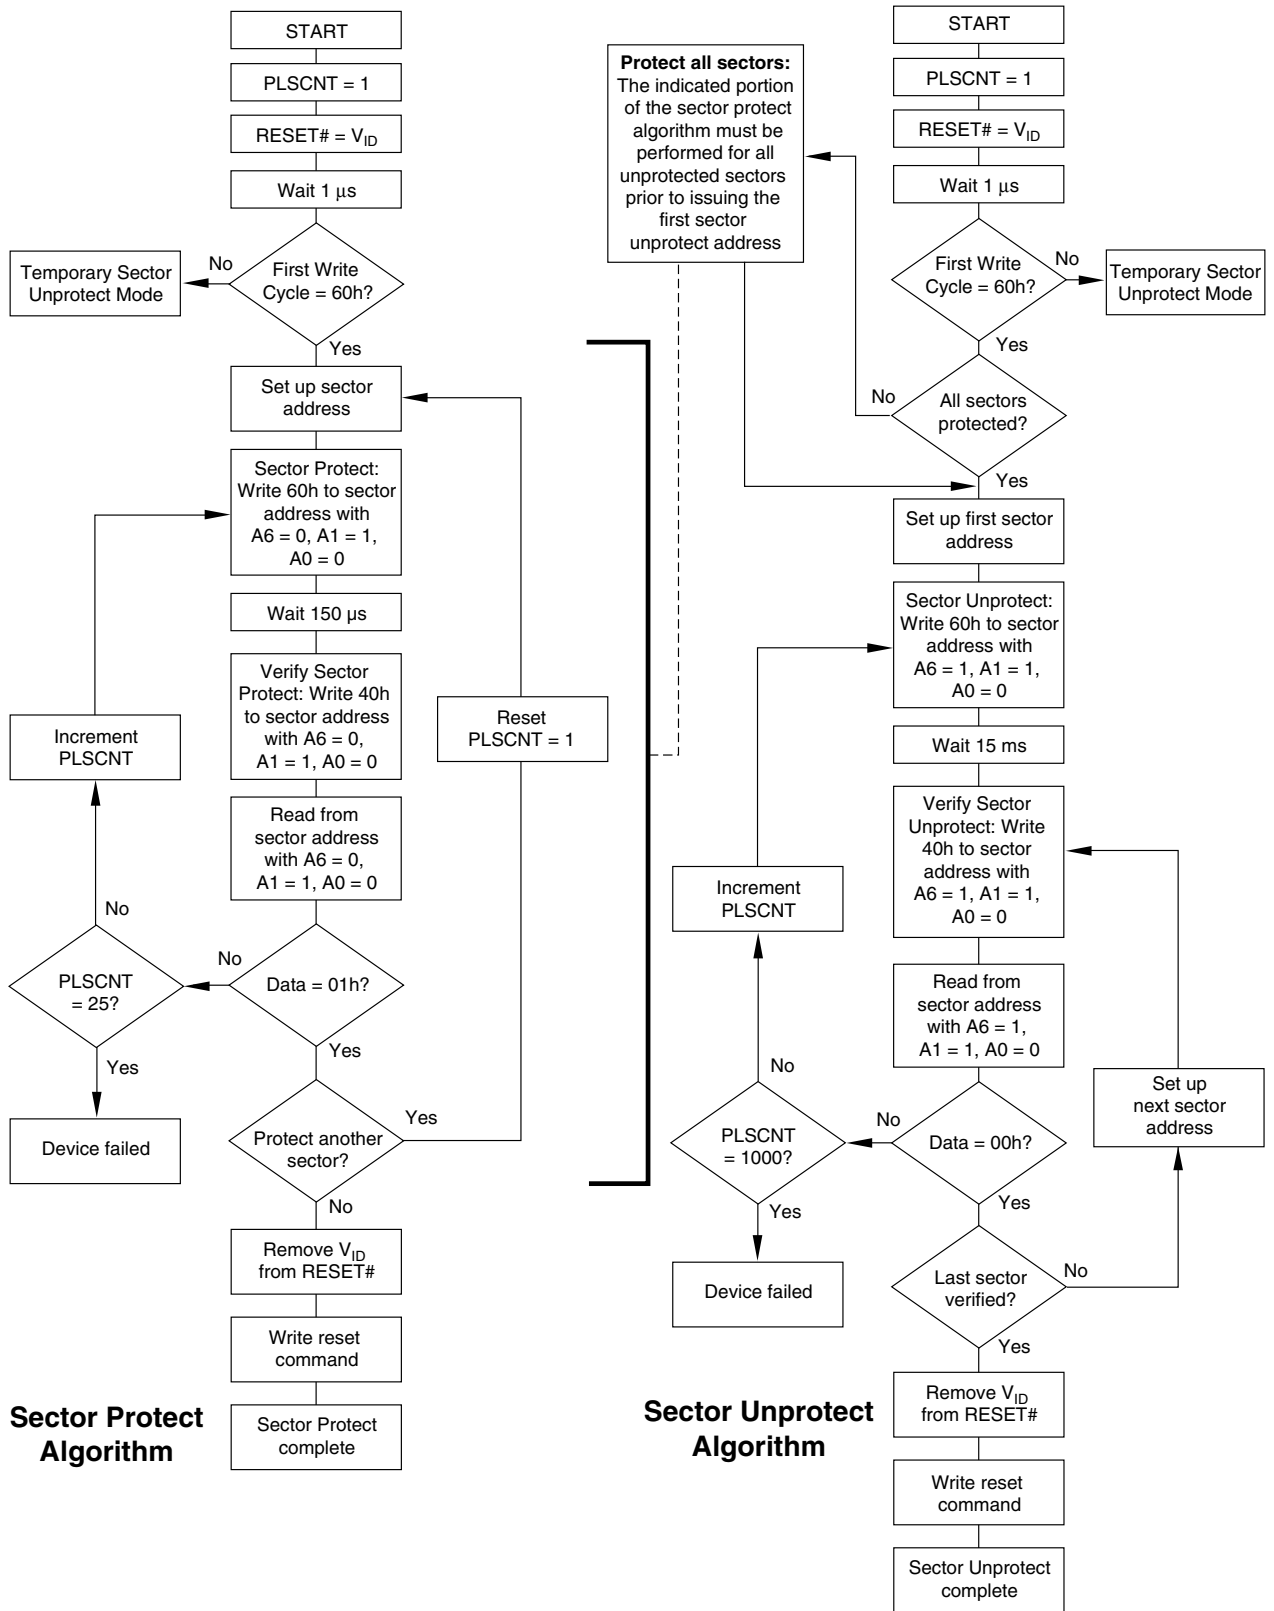 START
PLSCNT = 1
RESET# = VID
Wait 1 μs
First Write
Cycle = 60h?
No
Temporary Sector
Unprotect Mode
Yes
Set up sector
address
Sector Protect:
Write 60h to sector
address with
A6 = 0, A1 = 1,
A0 = 0
Wait 150 µs
Verify Sector
Protect: Write 40h
to sector address
with A6 = 0,
A1 = 1, A0 = 0
Increment
PLSCNT
Reset
PLSCNT = 1
Read from
sector address
with A6 = 0,
A1 = 1, A0 = 0
No
PLSCNT
= 25?
No
Data = 01h?
Yes
Yes
Device failed
Protect another
sector?
Yes
No
Remove VID
from RESET#
Write reset
command
Sector Protect
complete
Sector Protect
Algorithm
Protect all sectors:
The indicated portion
of the sector protect
algorithm must be
performed for all
unprotected sectors
prior to issuing the
first sector
unprotect address
START
PLSCNT = 1
RESET# = VID
Wait 1 μs
First Write
Cycle = 60h?
No
Temporary Sector
Unprotect Mode
Yes
No
All sectors
protected?
Yes
Set up first sector
address
Sector Unprotect:
Write 60h to sector
address with
A6 = 1, A1 = 1,
A0 = 0
Wait 15 ms
Verify Sector
Unprotect: Write
40h to sector
address with
A6 = 1, A1 = 1,
A0 = 0
Increment
PLSCNT
Read from
sector address
with A6 = 1,
A1 = 1, A0 = 0
No
Set up
next sector
address
PLSCNT
= 1000?
No
Data = 00h?
Yes
Yes
Device failed
Last sector
verified?
No
Yes
Remove VID
from RESET#
Write reset
command
Sector Unprotect
complete
Sector Unprotect
Algorithm